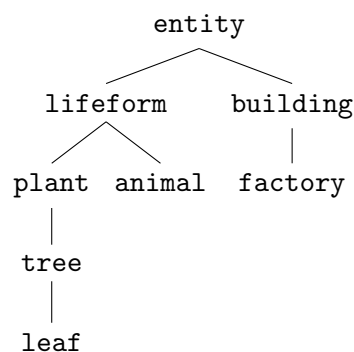 entity
lifeform building
plant animal factory
tree
leaf